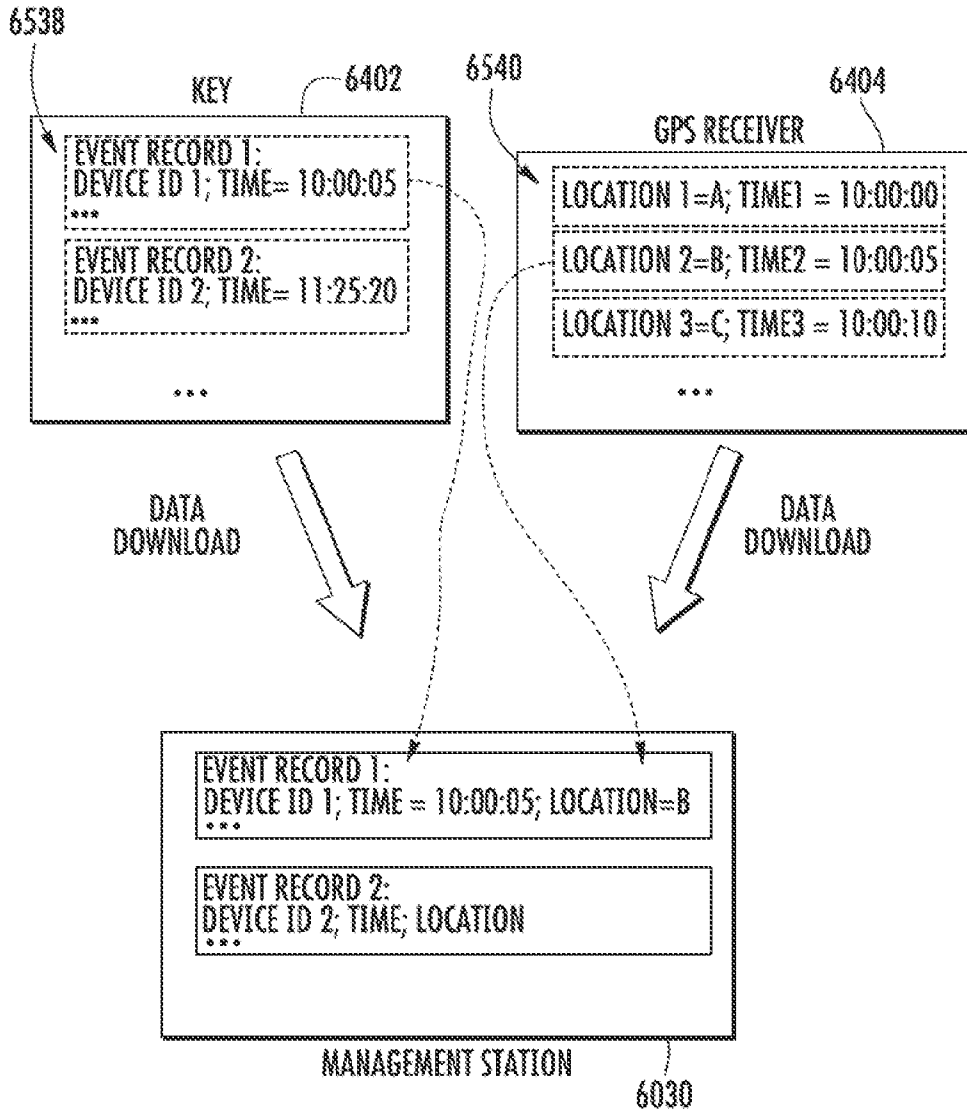 6538
KEY
6402
EVENT RECORD 1:
DEVICE ID 1; TIME= 10:00:05
•••
EVENT RECORD 2:
DEVICE ID 2; TIME= 11:25:20
•••
•••
6540
GPS RECEIVER
6404
LOCATION 1=A; TIME1 = 10:00:00
LOCATION 2=B; TIME2 = 10:00:05
LOCATION 3=C; TIME3 = 10:00:10
•••
DATA
DOWNLOAD
DATA
DOWNLOAD
EVENT RECORD 1:
DEVICE ID 1; TIME = 10:00:05; LOCATION=B
•••
EVENT RECORD 2:
DEVICE ID 2; TIME; LOCATION
•••
MANAGEMENT STATION
6030